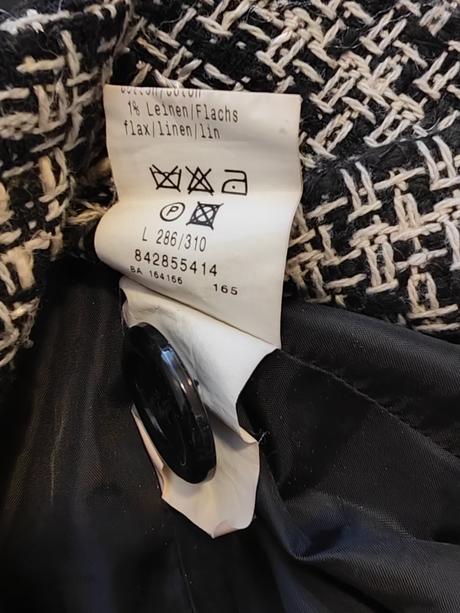 cotton/coton
1% Leinen/Flachs
flax/linen/lin
P
L 286/310
842855414
BA 164166 165